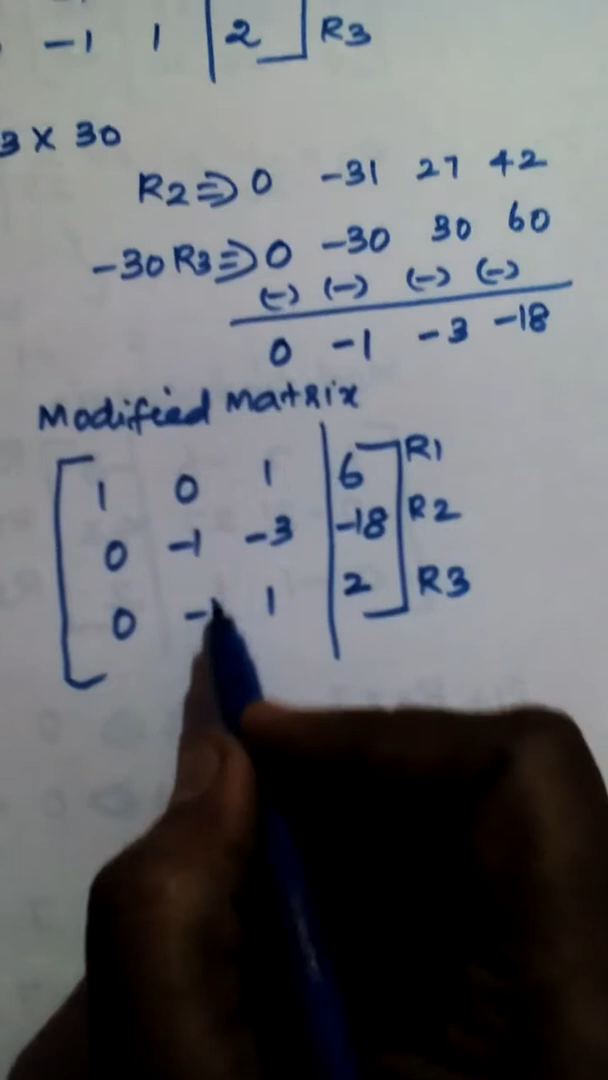 -1 1 | 2 ] R3
3 X 30
R2 => 0 -31 27 42
-30 R3 => 0 -30 30 60
(-) (-) (-) (-)
0 -1 -3 -18
Modified matrix
[ 1 0 1 | 6 ] R1
0 -1 -3 | -18 R2
0 -1 1 | 2 R3